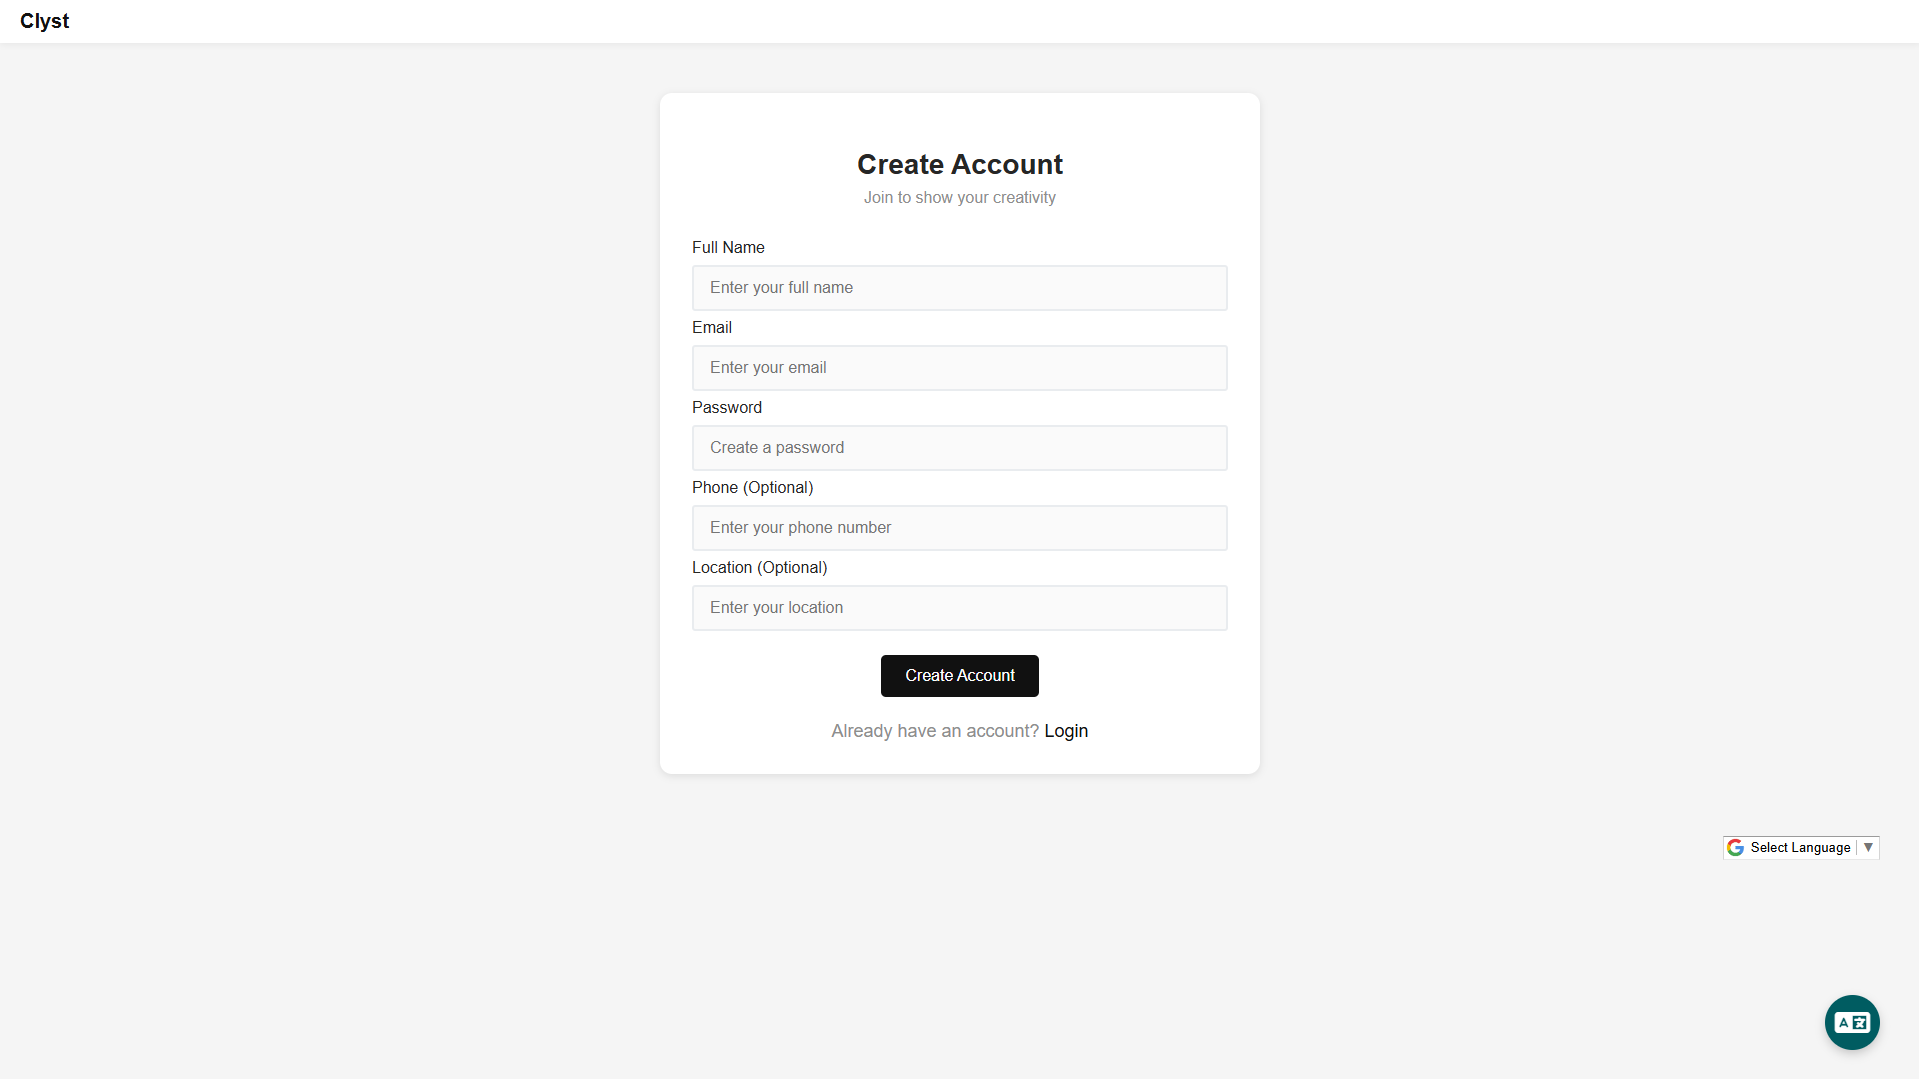 Clyst
Create Account
Join to show your creativity
Full Name
Enter your full name
Email
Enter your email
Password
Create a password
Phone (Optional)
Enter your phone number
Location (Optional)
Enter your location
Create Account
Already have an account? Login
Select Language ▼